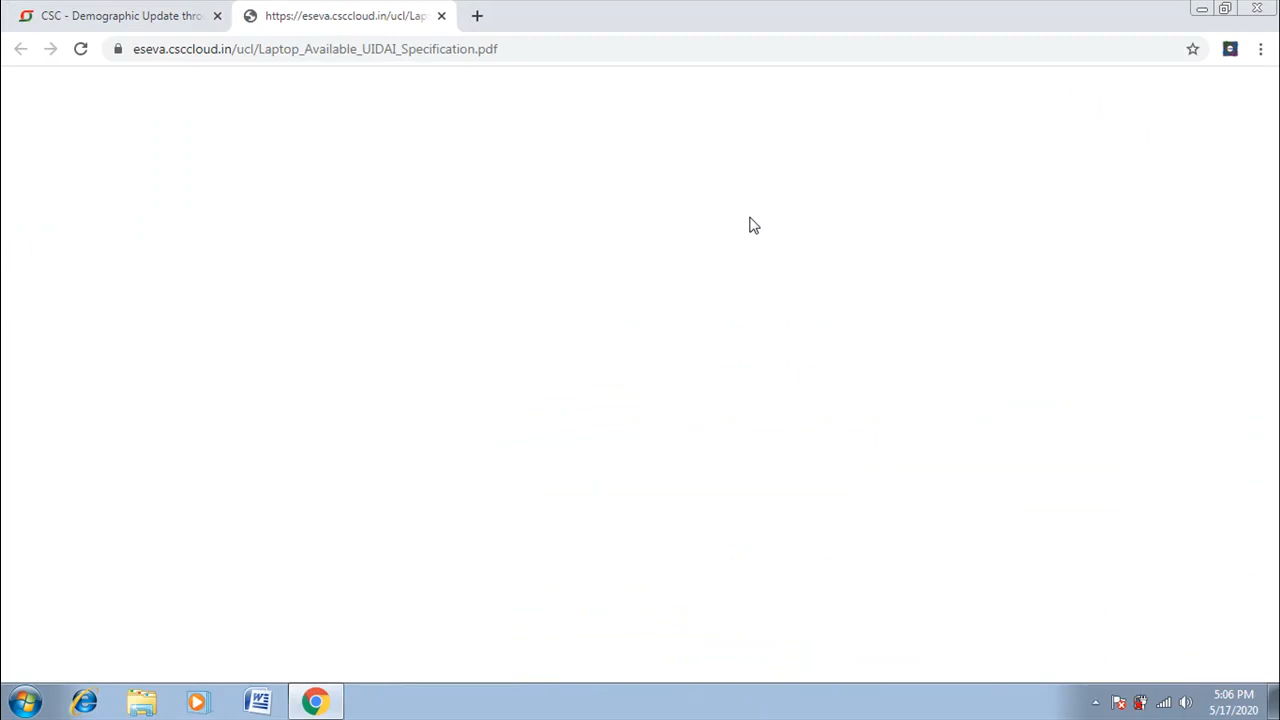 CSC - Demographic Update thro
https://eseva.csccloud.in/ucl/Lap
eseva.csccloud.in/ucl/Laptop_Available_UIDAI_Specification.pdf
5:06 PM
5/17/2020